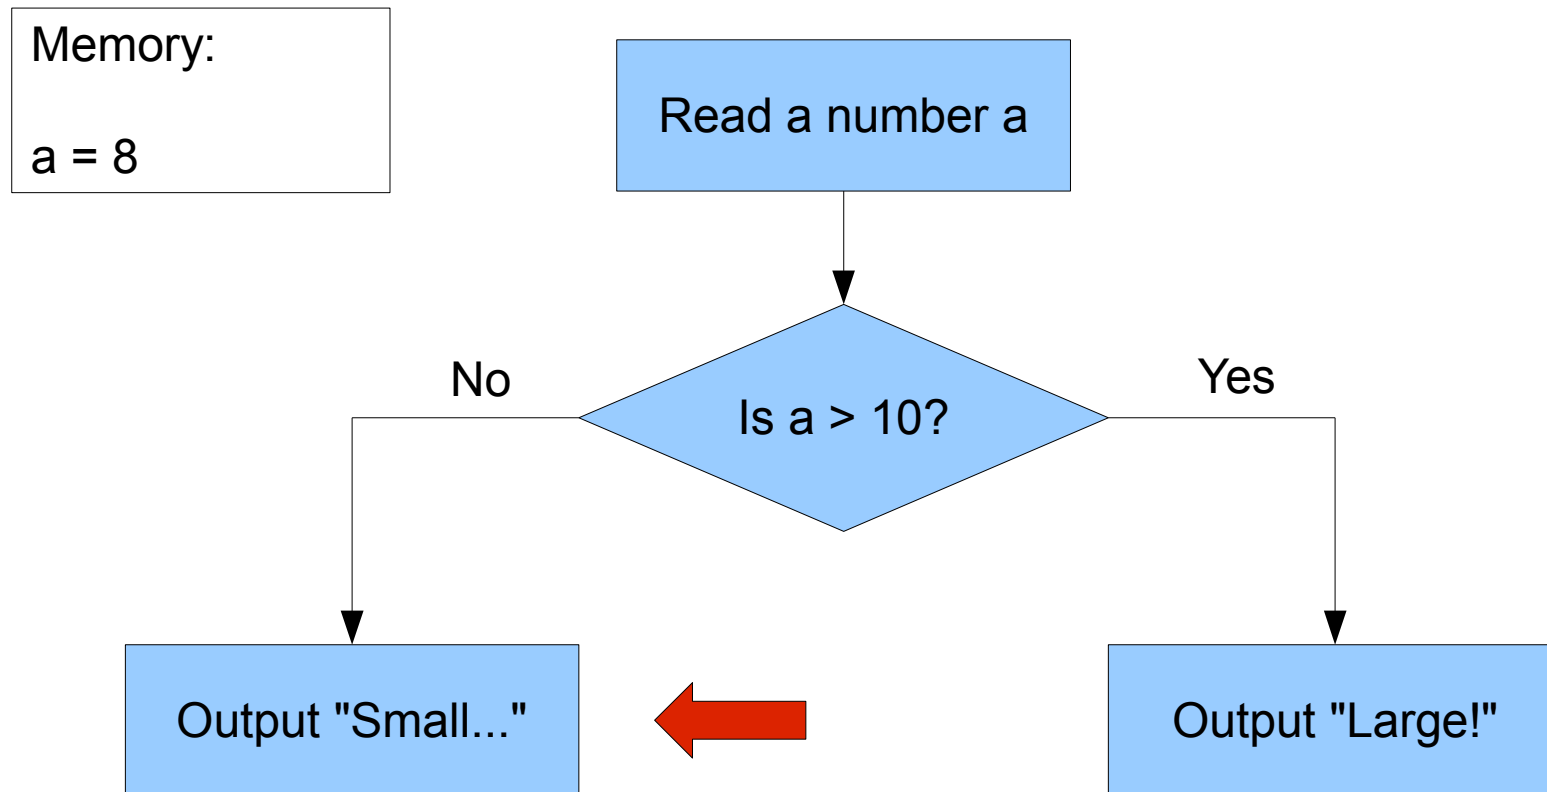 Memory:
a = 8
Read a number a
No
Yes
Is a > 10?
Output "Small..."
Output "Large!"